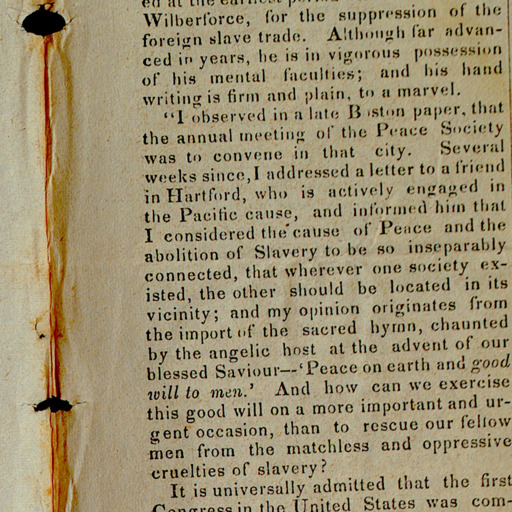 ed at the earliest
Wilberforce, for the suppression of the
foreign slave trade. Although far advan-
ced in years, he is in vigorous possession
of his mental faculties; and his hand
writing is firm and plain, to a marvel.
"I observed in a late Boston paper, that
the annual meeting of the Peace Society
was to convene in that city. Several
weeks since, I addressed a letter to a friend
in Hartford, who is actively engaged in
the Pacific cause, and informed him that
I considered the cause of Peace and the
abolition of Slavery to be so inseparably
connected, that wherever one society ex-
isted, the other should be located in its
vicinity; and my opinion originates from
the import of the sacred hymn, chaunted
by the angelic host at the advent of our
blessed Saviour--'Peace on earth and good
will to men.' And how can we exercise
this good will on a more important and ur-
gent occasion, than to rescue our fellow
men from the matchless and oppressive
cruelties of slavery?
It is universally admitted that the first
Congress in the United States was com-